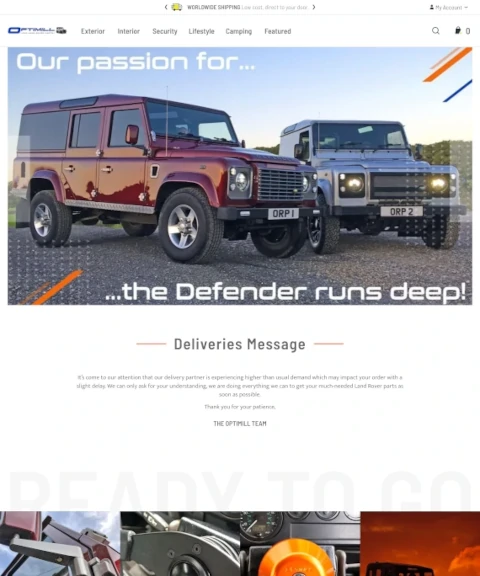 WORLDWIDE SHIPPING Low cost, direct to your door.
My Account
OPTIMILL
Exterior Interior Security Lifestyle Camping Featured
0
Our passion for...
ORP 1
ORP 2
...the Defender runs deep!
Deliveries Message
It's come to our attention that our delivery partner is experiencing higher than usual demand which may impact your order with a
slight delay. We can only ask for your understanding, we are doing everything we can to get your much needed Land Rover parts as
soon as possible.
Thank you for your patience,
THE OPTIMILL TEAM
READY TO GO